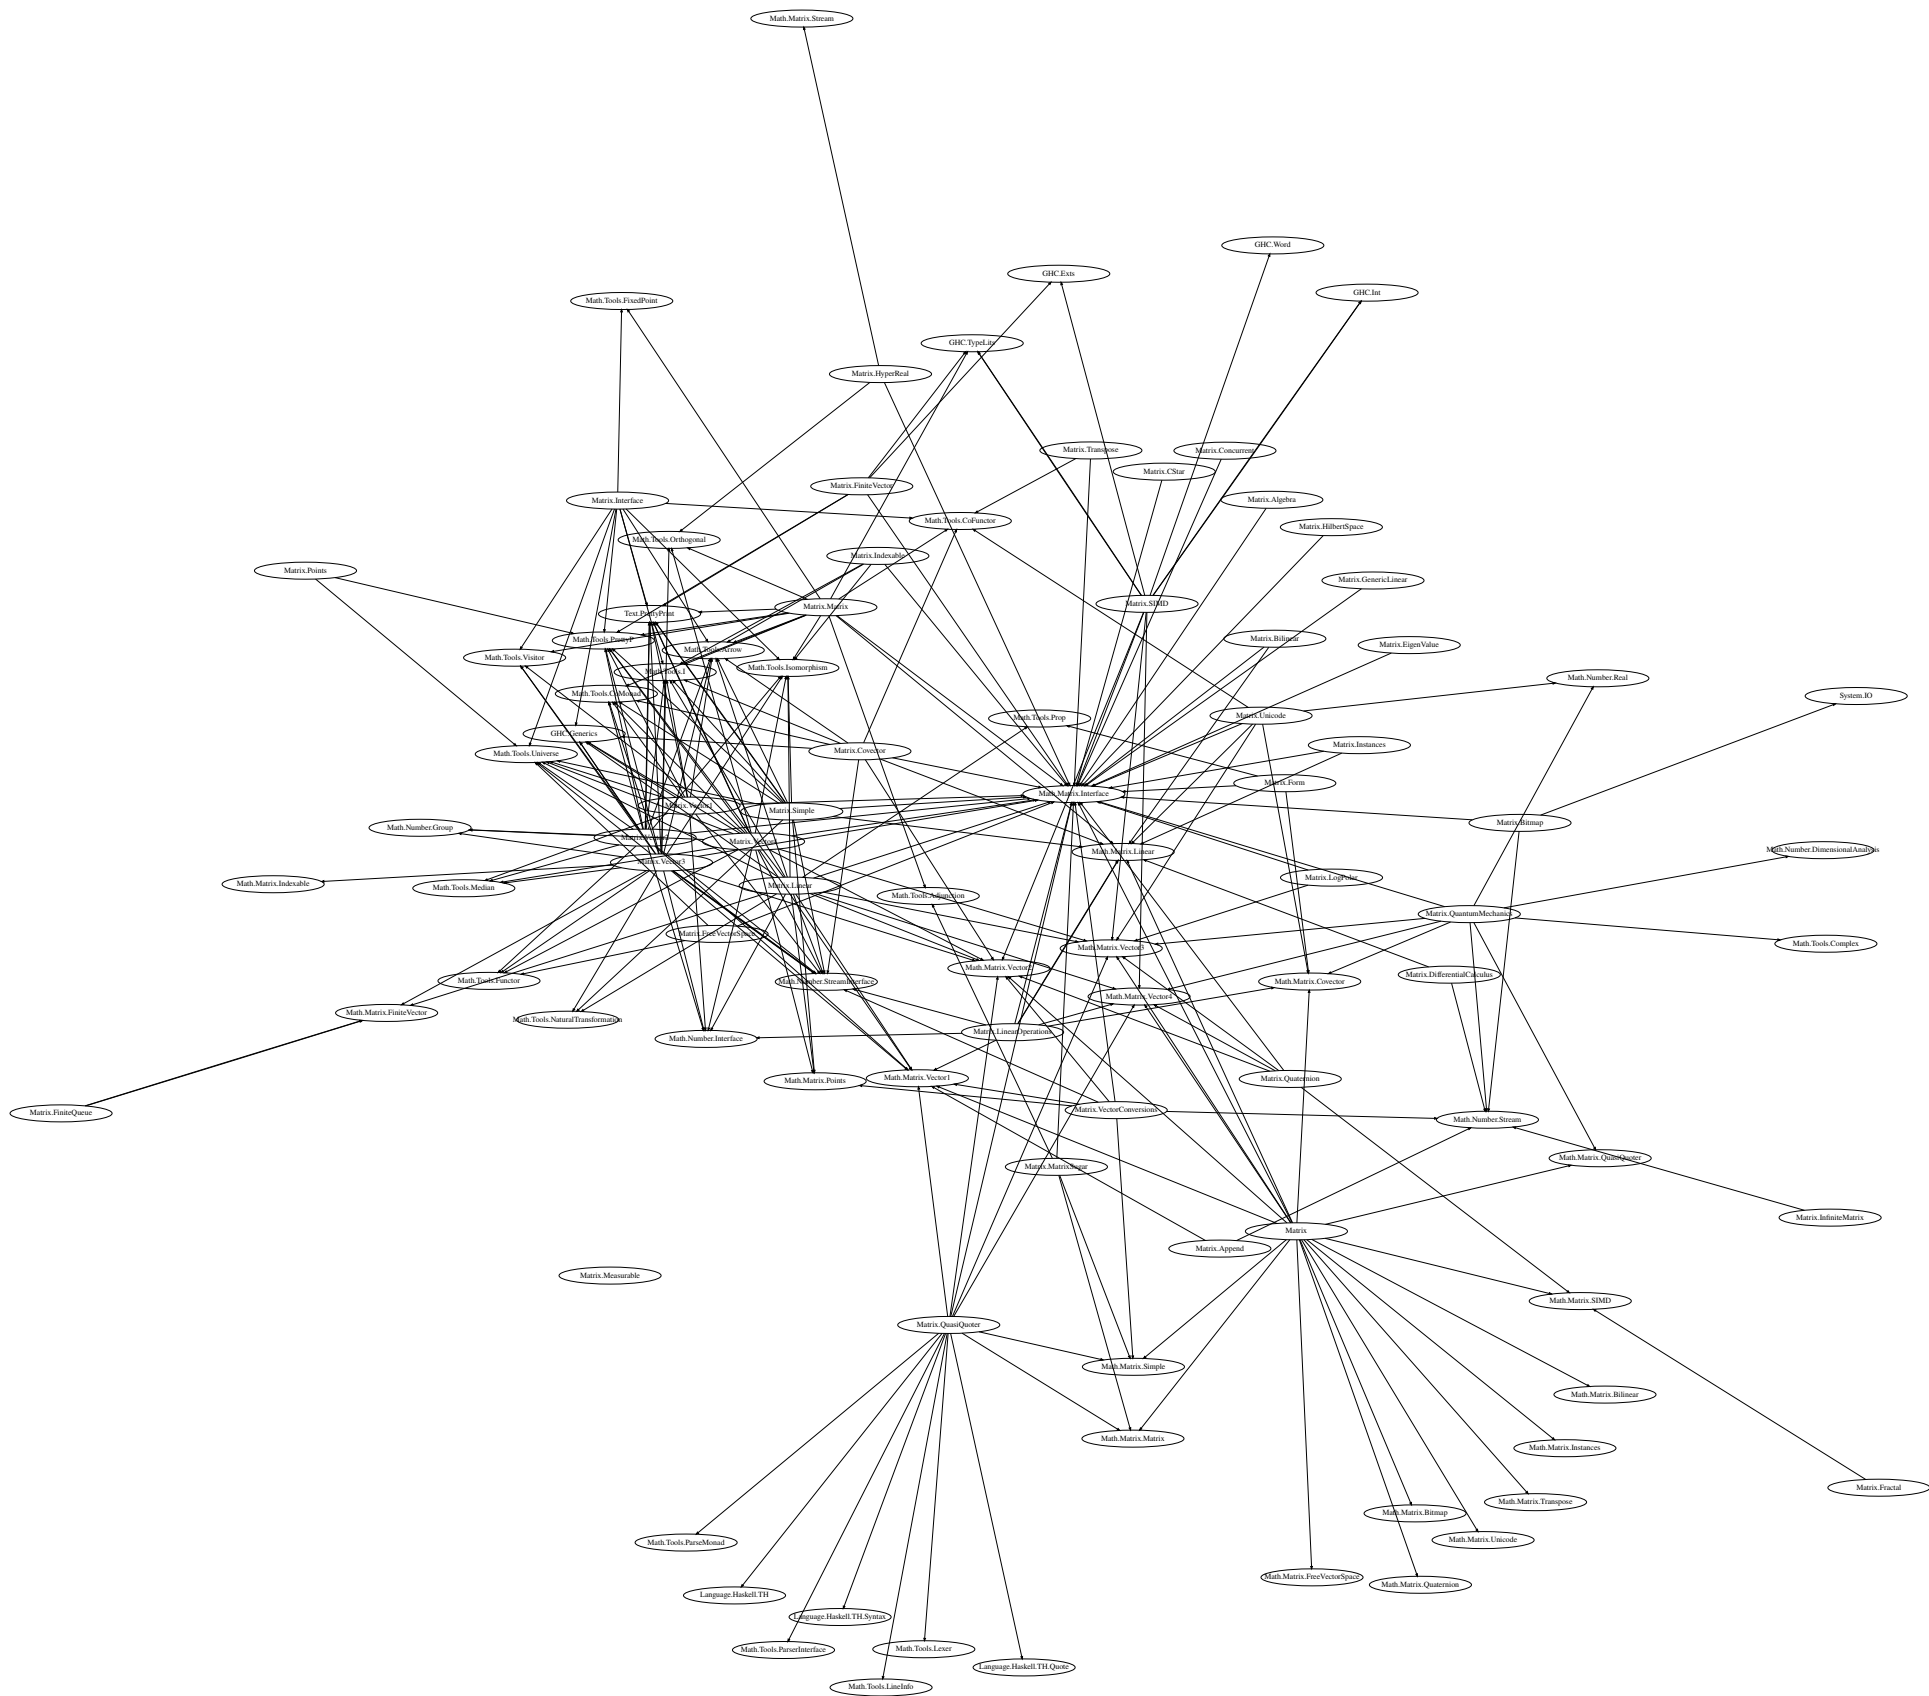 Math.Matrix.Stream
GHC.Word
GHC.Exts
GHC.Int
Math.Tools.FixedPoint
GHC.TypeLits
Matrix.HyperReal
Matrix.Transpose
Matrix.Concurrent
Matrix.CStar
Matrix.FiniteVector
Matrix.Interface
Matrix.Algebra
Math.Tools.CoFunctor
Matrix.HilbertSpace
Math.Tools.Orthogonal
Matrix.Indexable
Matrix.Points
Matrix.GenericLinear
Matrix.SIMD
Matrix.Matrix
Text.PrettyPrint
Math.Tools.PrettyP
Matrix.Bilinear
Matrix.EigenValue
Math.Tools.Arrow
Math.Tools.Visitor
Math.Tools.Isomorphism
Math.Tools.I
Math.Number.Real
Math.Tools.CoMonad
System.IO
Math.Tools.Prop
Matrix.Unicode
GHC.Generics
Matrix.Instances
Math.Tools.Universe
Matrix.Covector
Matrix.Form
Math.Matrix.Interface
Matrix.Vector1
Matrix.Simple
Matrix.Bitmap
Math.Number.Group
Math.Matrix.Linear
Math.Number.DimensionalAnalysis
Matrix.Vector3
Matrix.LogPolar
Math.Matrix.Indexable
Math.Tools.Median
Matrix.Linear
Math.Tools.Adjunction
Matrix.QuantumMechanics
Matrix.FreeVectorSpace
Math.Tools.Complex
Math.Matrix.Vector3
Math.Matrix.Vector2
Matrix.DifferentialCalculus
Math.Tools.Functor
Math.Number.StreamInterface
Math.Matrix.Covector
Math.Matrix.Vector4
Math.Matrix.FiniteVector
Math.Tools.NaturalTransformation
Matrix.LinearOperations
Math.Number.Interface
Math.Matrix.Points
Math.Matrix.Vector1
Matrix.Quaternion
Matrix.FiniteQueue
Matrix.VectorConversions
Math.Number.Stream
Math.Matrix.QuasiQuoter
Matrix.MatrixSugar
Matrix.InfiniteMatrix
Matrix
Matrix.Append
Matrix.Measurable
Math.Matrix.SIMD
Matrix.QuasiQuoter
Math.Matrix.Simple
Math.Matrix.Bilinear
Math.Matrix.Matrix
Math.Matrix.Instances
Matrix.Fractal
Math.Matrix.Transpose
Math.Matrix.Bitmap
Math.Matrix.Unicode
Math.Tools.ParseMonad
Math.Matrix.FreeVectorSpace
Math.Matrix.Quaternion
Language.Haskell.TH
Language.Haskell.TH.Syntax
Math.Tools.ParserInterface
Math.Tools.Lexer
Language.Haskell.TH.Quote
Math.Tools.LineInfo